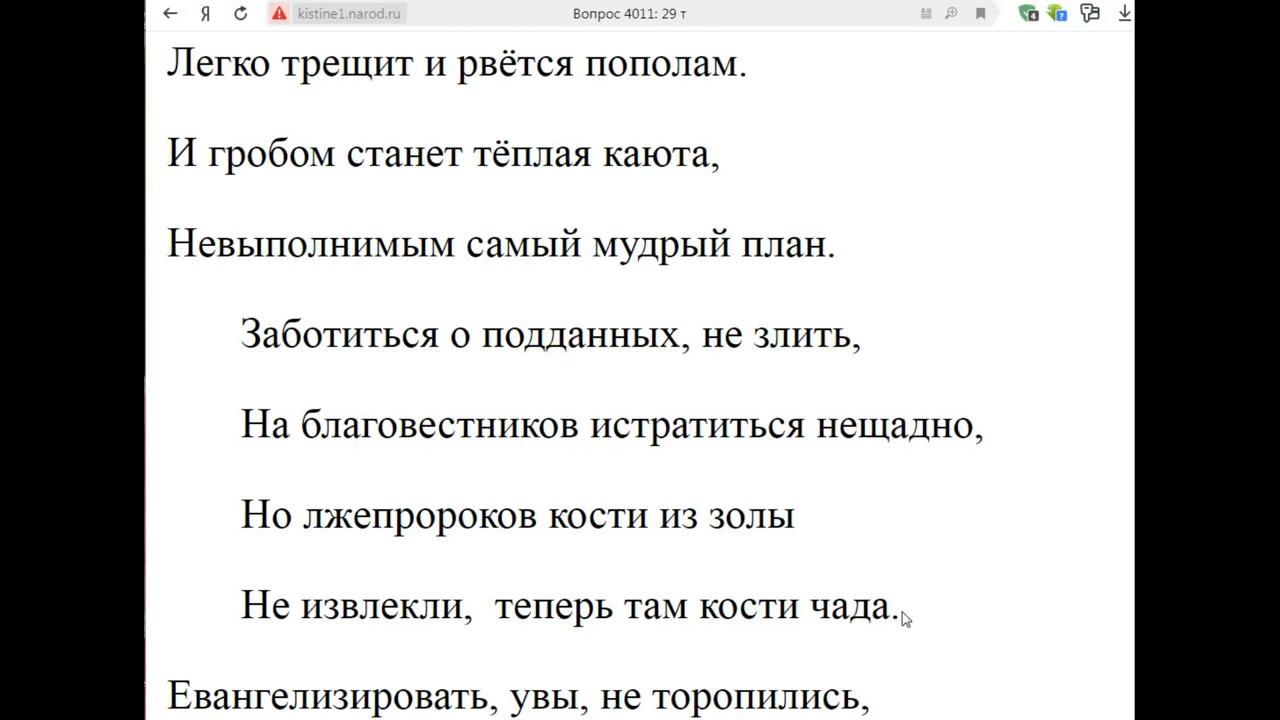 Я kistine1.narod.ru Вопрос 4011: 29 т 4 ?
Легко трещит и рвётся пополам.
И гробом станет тёплая каюта,
Невыполнимым самый мудрый план.
Заботиться о подданных, не злить,
На благовестников истратиться нещадно,
Но лжепророков кости из золы
Не извлекли, теперь там кости чада.
Евангелизировать, увы, не торопились,